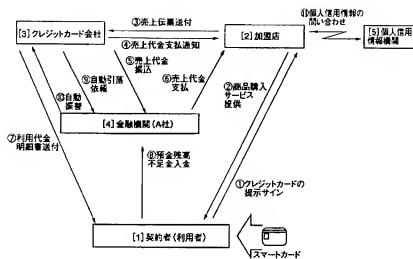 ③売上伝票送付
⑪個人信用情報の
問い合わせ
[3]クレジットカード会社
[2]加盟店
[5]個人信用
情報機関
④売上代金支払通知
⑤売上代金
振込
⑨自動引落
依頼
⑥売上代金
支払
⑩自動
振替
②商品購入
サービス
提供
[4]金融機関(A社)
⑦利用代金
明細書送付
⑧預金残高
不足金入金
①クレジットカードの
提示サイン
[1]契約者(利用者)
スマートカード